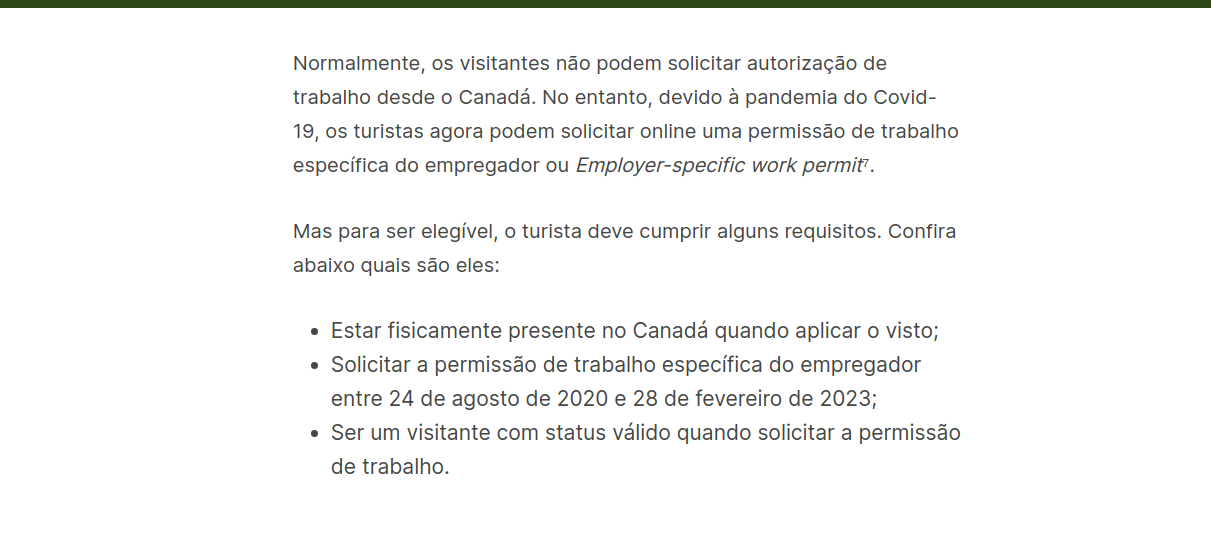 Normalmente, os visitantes não podem solicitar autorização de
trabalho desde o Canadá. No entanto, devido à pandemia do Covid-
19, os turistas agora podem solicitar online uma permissão de trabalho
específica do empregador ou Employer-specific work permit⁷.
Mas para ser elegível, o turista deve cumprir alguns requisitos. Confira
abaixo quais são eles:
• Estar fisicamente presente no Canadá quando aplicar o visto;
• Solicitar a permissão de trabalho específica do empregador
entre 24 de agosto de 2020 e 28 de fevereiro de 2023;
• Ser um visitante com status válido quando solicitar a permissão
de trabalho.